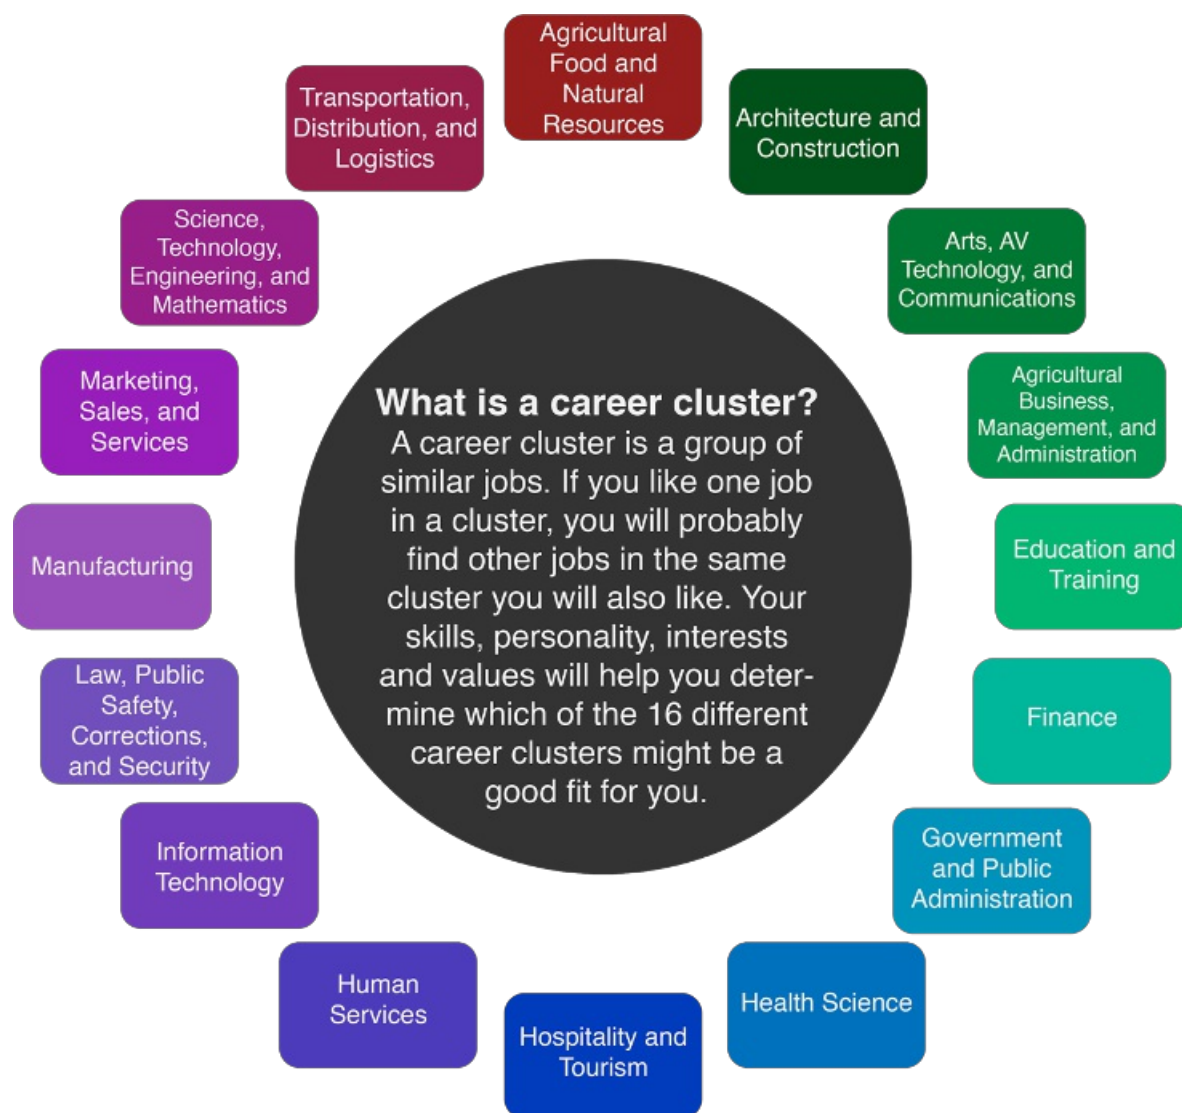 Agricultural
Food and
Natural
Resources
Architecture and
Construction
Arts, AV
Technology, and
Communications
Agricultural
Business,
Management, and
Administration
Education and
Training
Finance
Government
and Public
Administration
Health Science
Hospitality and
Tourism
Human
Services
Information
Technology
Law, Public
Safety,
Corrections,
and Security
Manufacturing
Marketing,
Sales, and
Services
Science,
Technology,
Engineering, and
Mathematics
Transportation,
Distribution, and
Logistics
What is a career cluster?
A career cluster is a group of
similar jobs. If you like one job
in a cluster, you will probably
find other jobs in the same
cluster you will also like. Your
skills, personality, interests
and values will help you deter-
mine which of the 16 different
career clusters might be a
good fit for you.